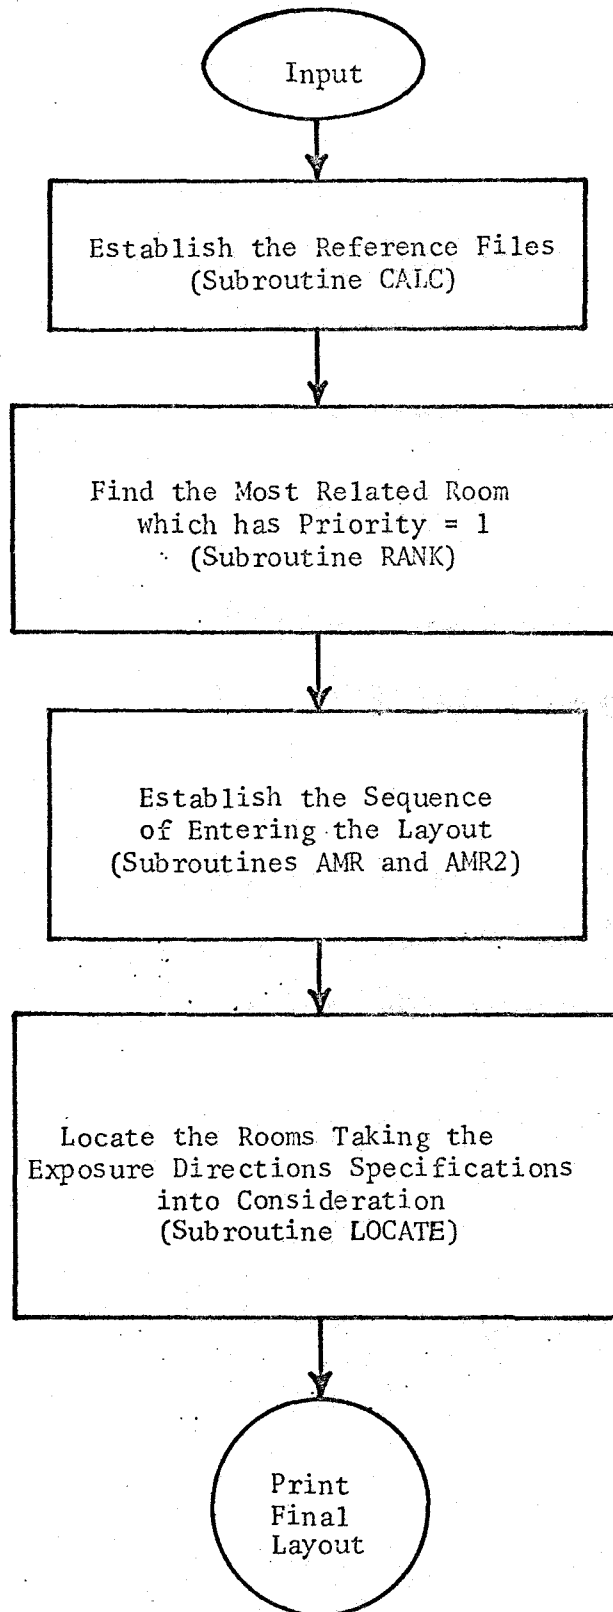 Input
Establish the Reference Files
(Subroutine CALC)
Find the Most Related Room
which has Priority = 1
(Subroutine RANK)
Establish the Sequence
of Entering the Layout
(Subroutines AMR and AMR2)
Locate the Rooms Taking the
Exposure Directions Specifications
into Consideration
(Subroutine LOCATE)
Print
Final
Layout